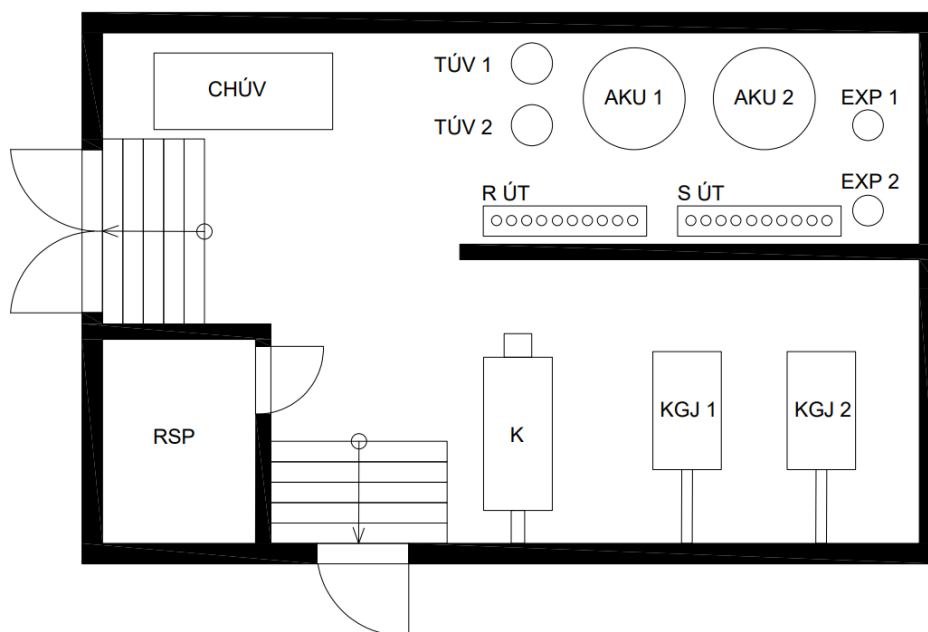 TÚV 1
CHÚV
AKU 1
AKU 2
EXP 1
TÚV 2
EXP 2
R ÚT
S ÚT
KGJ 1
KGJ 2
K
RSP